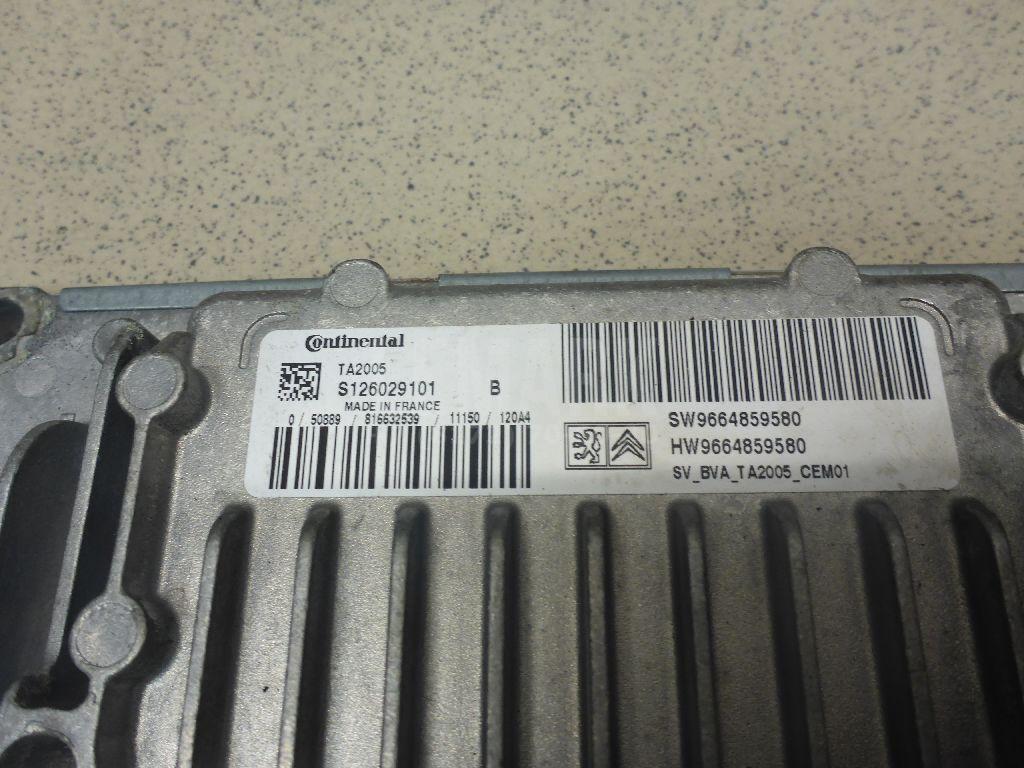 Continental
TA2005
S126029101 B
MADE IN FRANCE
0 / 50889 / 816632539 / 11150 / 120A4
SW9664859580
HW9664859580
SV_BVA_TA2005_CEM01